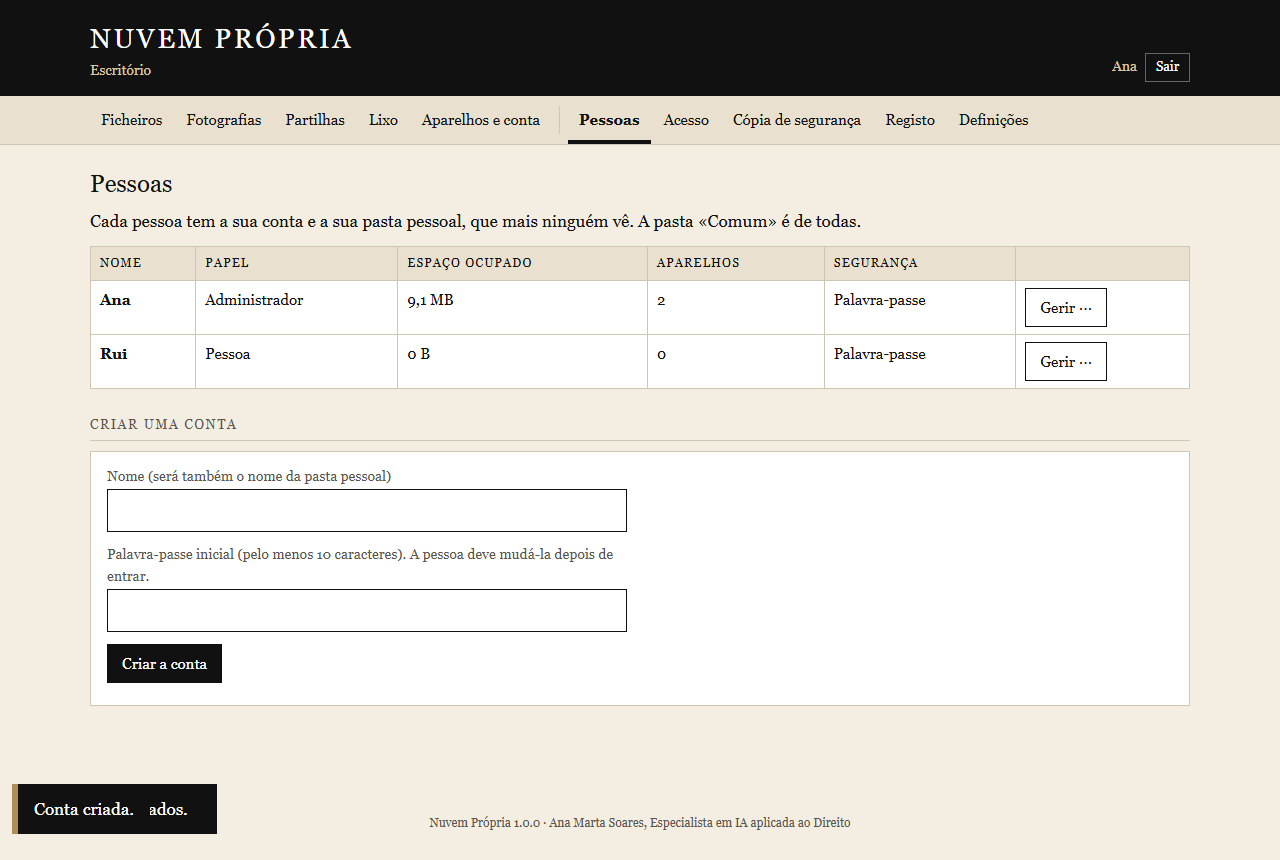 NUVEM PRÓPRIA
Escritório
Ana Sair
Ficheiros Fotografias Partilhas Lixo Aparelhos e conta Pessoas Acesso Cópia de segurança Registo Definições
Pessoas
Cada pessoa tem a sua conta e a sua pasta pessoal, que mais ninguém vê. A pasta «Comum» é de todas.
NOME PAPEL ESPAÇO OCUPADO APARELHOS SEGURANÇA
Ana Administrador 9,1 MB 2 Palavra-passe Gerir ···
Rui Pessoa 0 B 0 Palavra-passe Gerir ···
CRIAR UMA CONTA
Nome (será também o nome da pasta pessoal)
Palavra-passe inicial (pelo menos 10 caracteres). A pessoa deve mudá-la depois de
entrar.
Criar a conta
Conta criada. ados.
Nuvem Própria 1.0.0 · Ana Marta Soares, Especialista em IA aplicada ao Direito